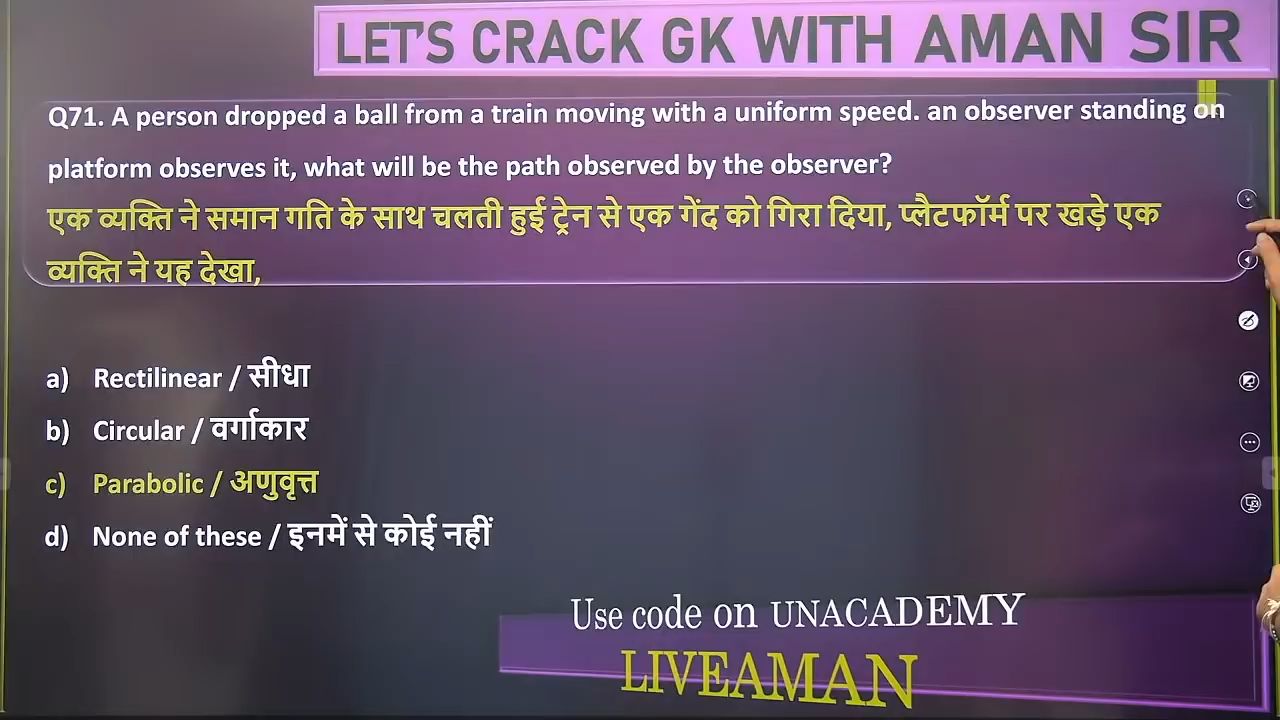 LET'S CRACK GK WITH AMAN SIR
Q71. A person dropped a ball from a train moving with a uniform speed. an observer standing on
platform observes it, what will be the path observed by the observer?
एक व्यक्ति ने समान गति के साथ चलती हुई ट्रेन से एक गेंद को गिरा दिया, प्लैटफॉर्म पर खड़े एक
व्यक्ति ने यह देखा,
a) Rectilinear / सीधा
b) Circular / वर्गाकार
c) Parabolic / अणुवृत्त
d) None of these / इनमें से कोई नहीं
Use code on UNACADEMY
LIVEAMAN